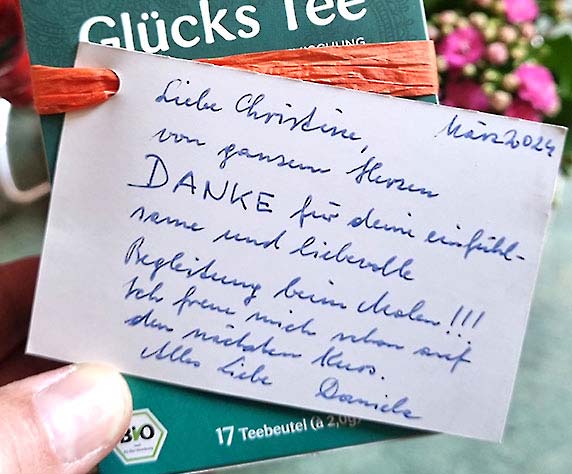 Glücks Tee
Liebe Christine, März 2024
von ganzem Herzen
DANKE für deine einfühl-
same und liebevolle
Begleitung beim Malen!!!
Ich freue mich schon auf
den nächsten Kurs.
Alles Liebe Daniela
BIO
17 Teebeutel (à 2,0g)